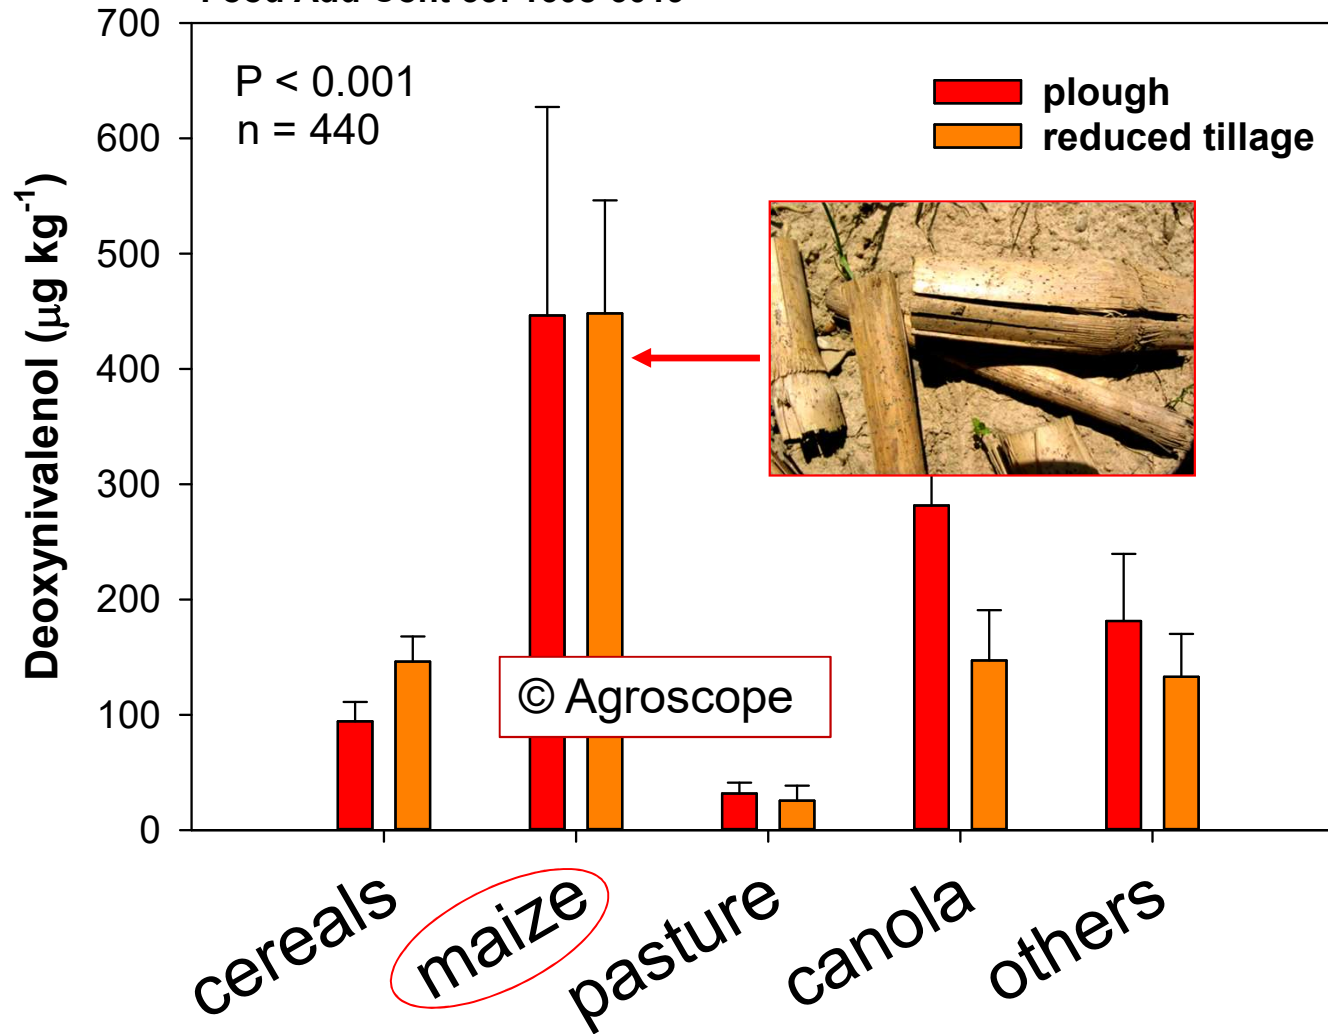 700
600
500
400
300
200
100
0
Deoxynivalenol (µg kg⁻¹)
P < 0.001
n = 440
plough
reduced tillage
© Agroscope
cereals
maize
pasture
canola
others